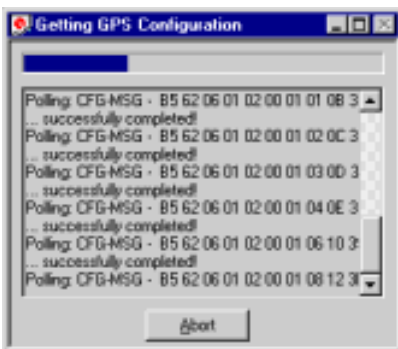 Getting GPS Configuration
Polling: CFG-MSG - B5 62 06 01 02 00 01 01 0B 3
... successfully completed!
Polling: CFG-MSG - B5 62 06 01 02 00 01 02 0C 3
... successfully completed!
Polling: CFG-MSG - B5 62 06 01 02 00 01 03 0D 3
... successfully completed!
Polling: CFG-MSG - B5 62 06 01 02 00 01 04 0E 3
... successfully completed!
Polling: CFG-MSG - B5 62 06 01 02 00 01 06 10 3
... successfully completed!
Polling: CFG-MSG - B5 62 06 01 02 00 01 08 12 3
Abort